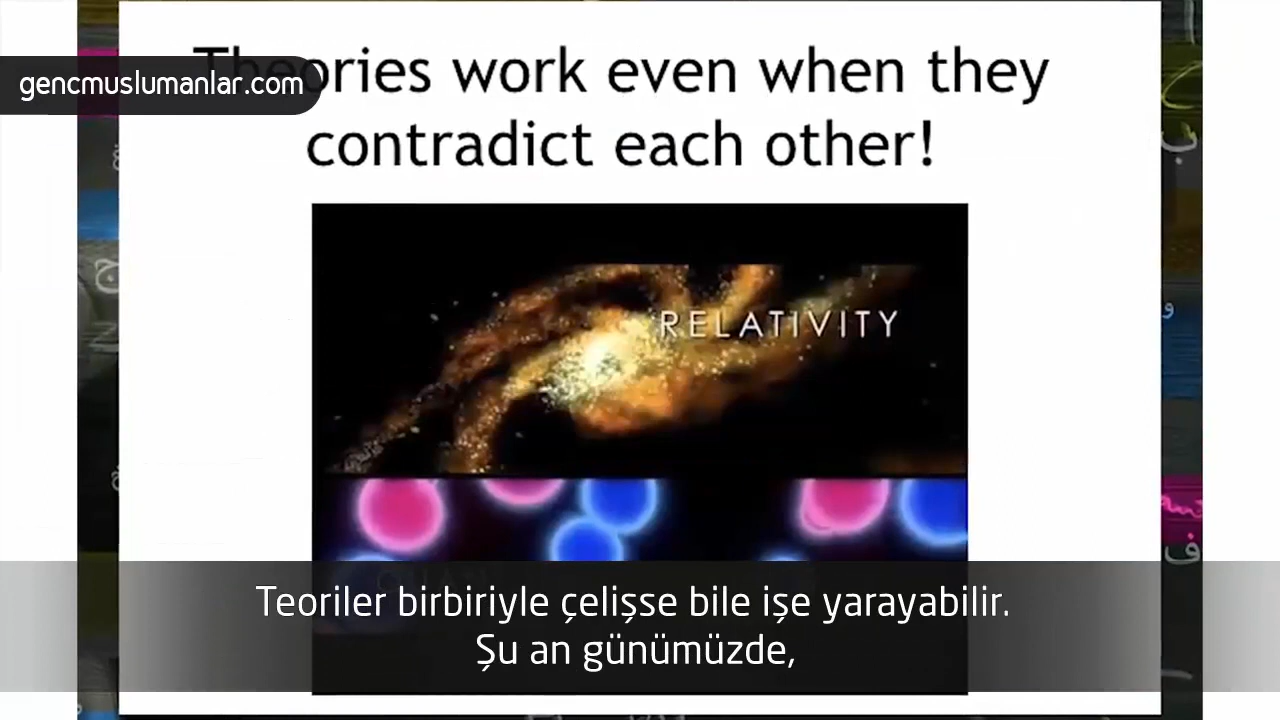 Theories work even when they
gencmuslumanlar.com
contradict each other!
RELATIVITY
Teoriler birbiriyle çelişse bile işe yarayabilir.
Şu an günümüzde,